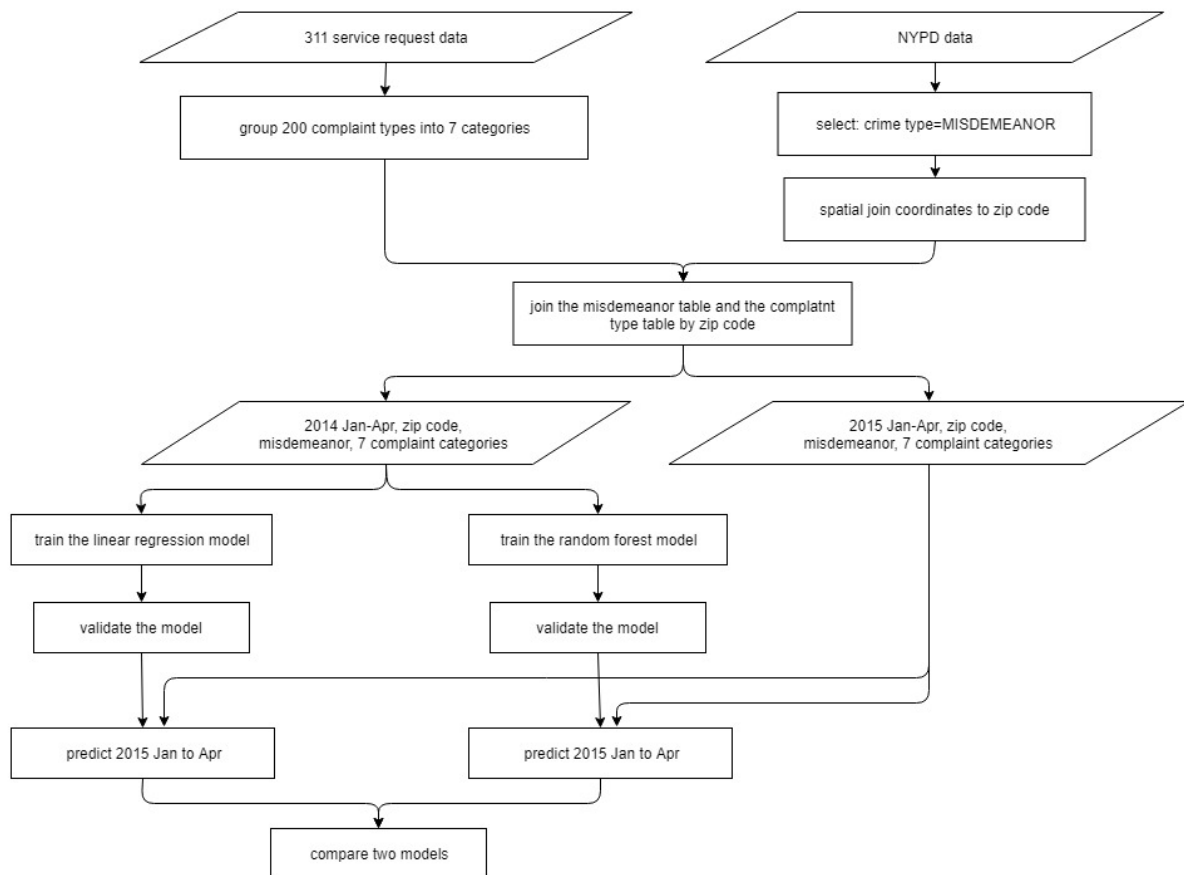 311 service request data
NYPD data
group 200 complaint types into 7 categories
select: crime type=MISDEMEANOR
spatial join coordinates to zip code
join the misdemeanor table and the complatnt
type table by zip code
2014 Jan-Apr, zip code,
misdemeanor, 7 complaint categories
2015 Jan-Apr, zip code,
misdemeanor, 7 complaint categories
train the linear regression model
train the random forest model
validate the model
validate the model
predict 2015 Jan to Apr
predict 2015 Jan to Apr
compare two models